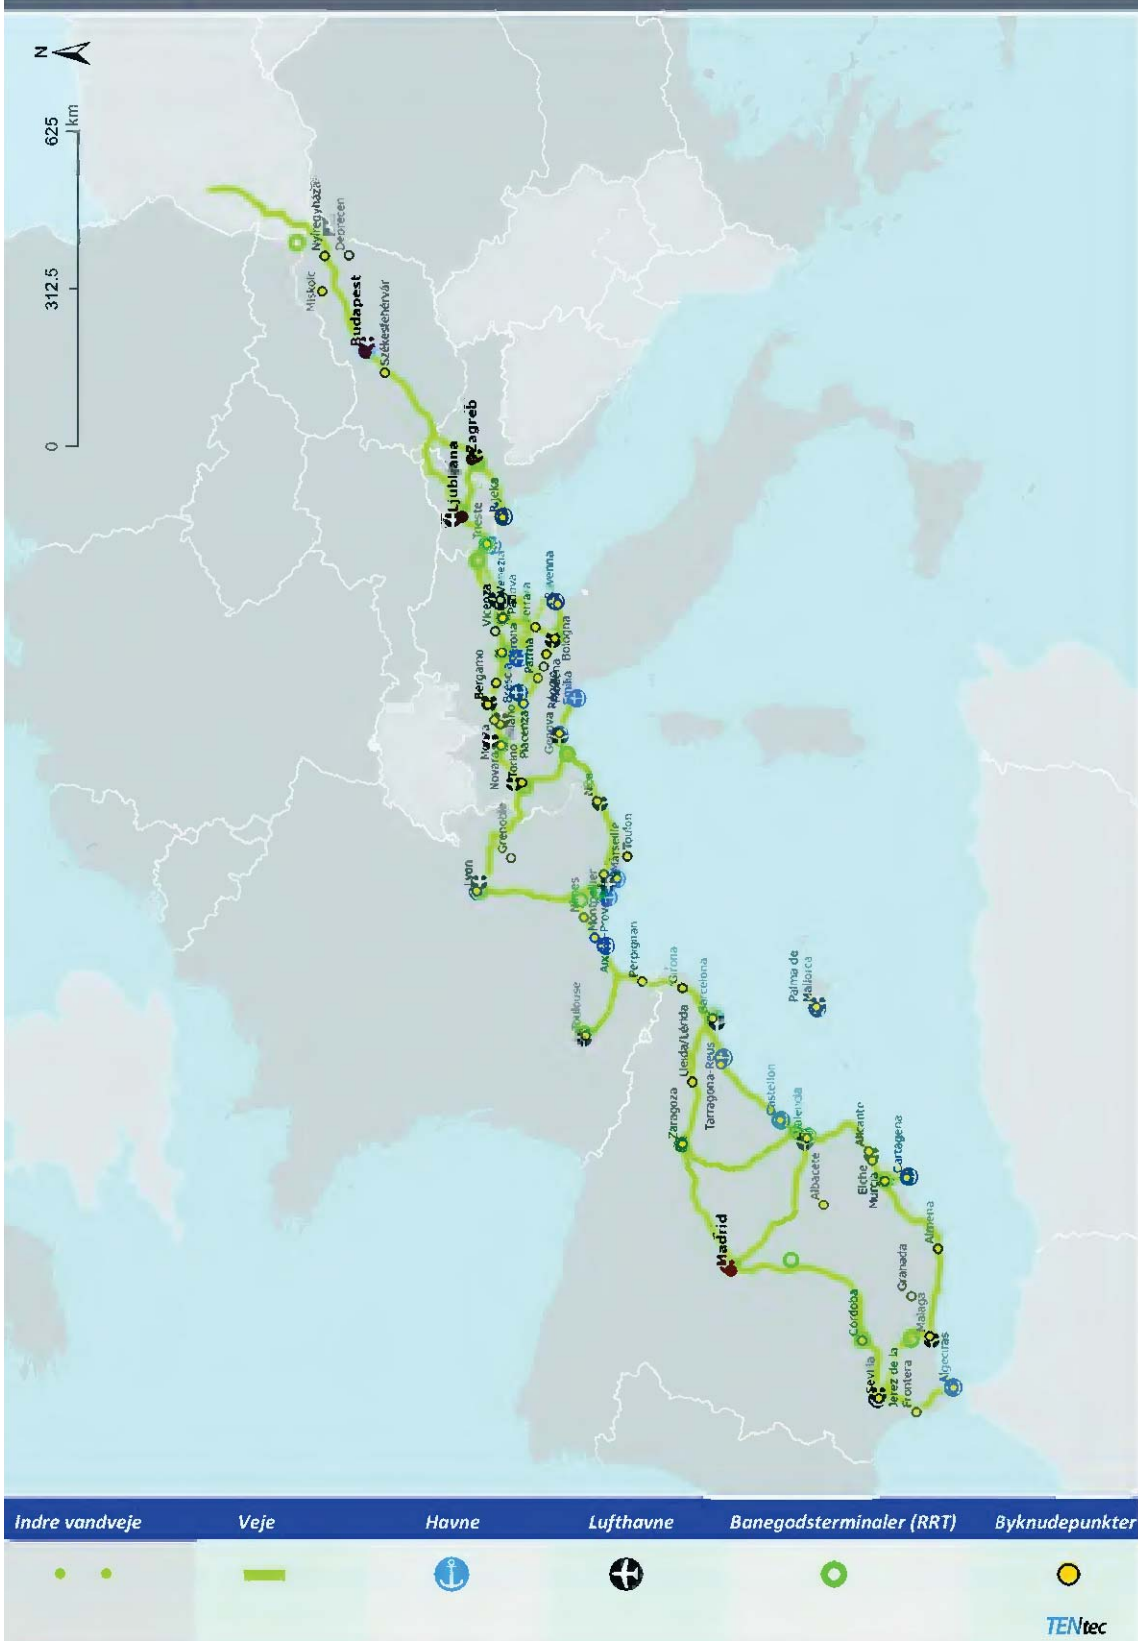 N
0
312.5
625
km
Nyíregyháza
Miskolc
Debrecen
Budapest
Székesfehérvár
Zagreb
Ljubljana
Rijeka
Trieste
Venezia
Padova
Vicenza
Ferrara
Ravenna
Bologna
Parma
Bergamo
Brescia
Piacenza
Genova
Emilia
Novara
Torino
Grenoble
Lyon
Nice
Toulon
Marseille
Perpignan
Toulouse
Girona
Barcelona
Palma de
Mallorca
Lleida/Lérida
Tarragona-Reus
Zaragoza
Castellon
Valencia
Albacete
Alicante
Elche
Murcia
Cartagena
Madrid
Almería
Granada
Córdoba
Malaga
Sevilla
Jerez de la
Frontera
Algeciras
Indre vandveje
Veje
Havne
Lufthavne
Banegodsterminaler (RRT)
Byknudepunkter
TENtec